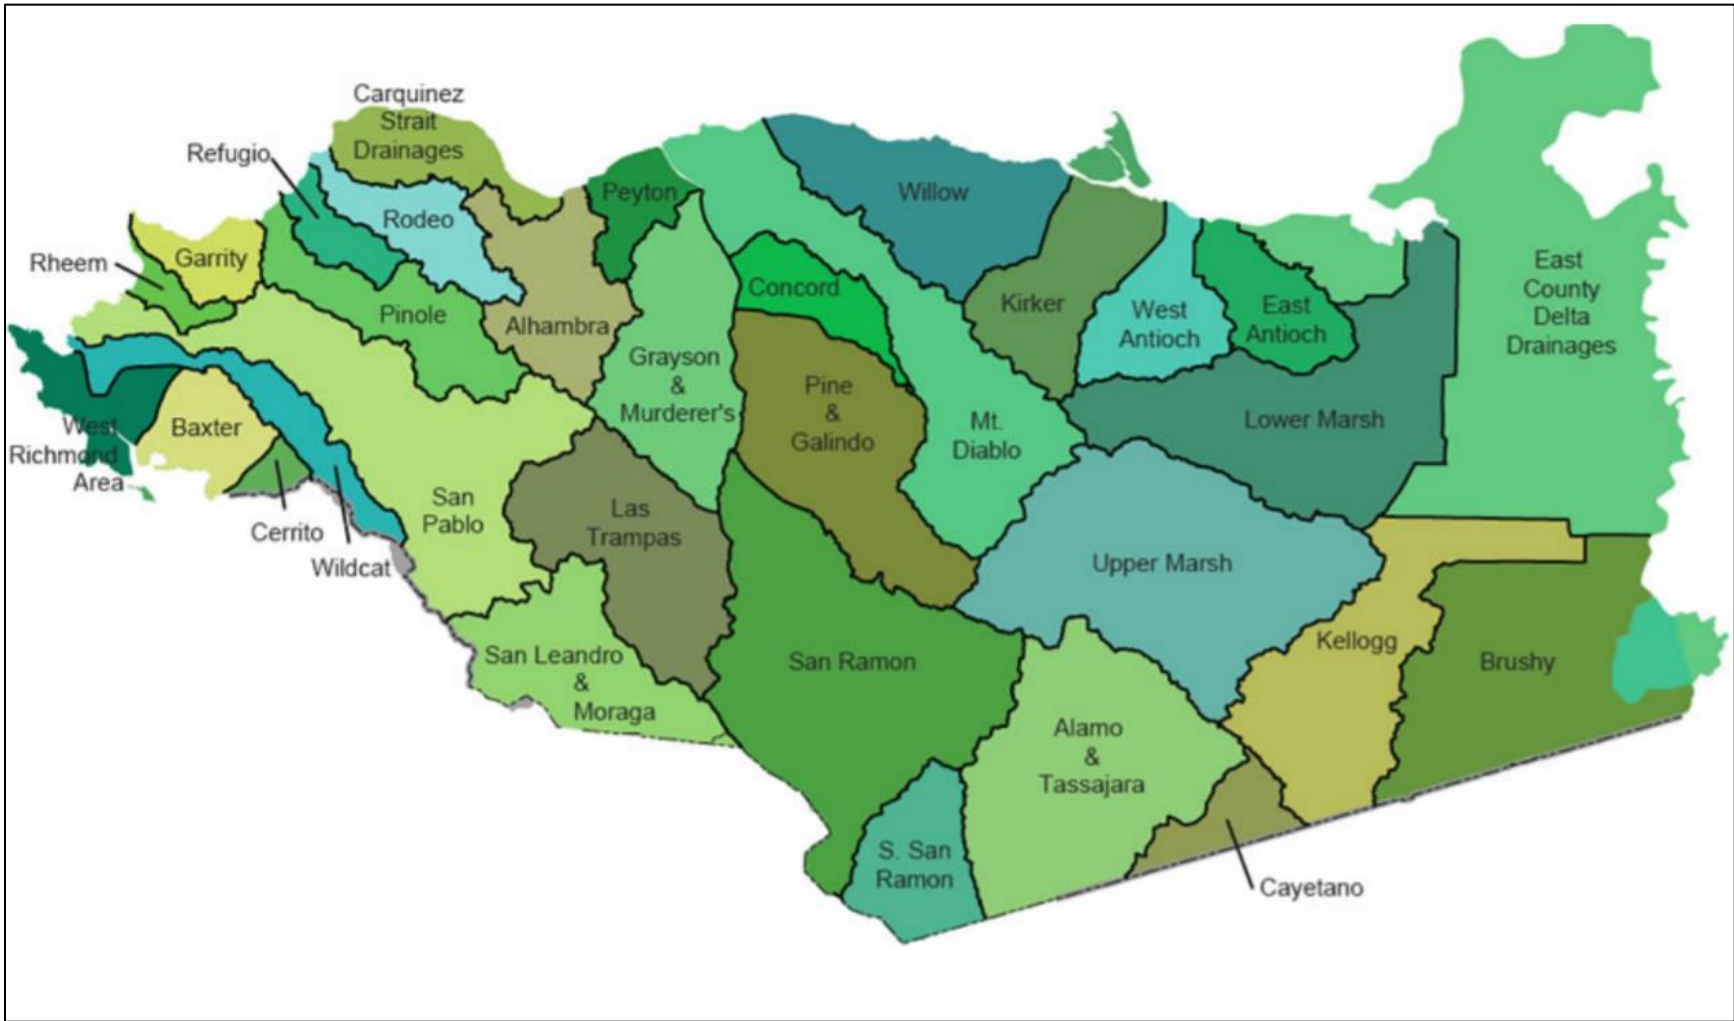 Carquinez
Strait
Drainages
Refugio
Peyton
Willow
Rodeo
Garrity
Rheem
East
County
Delta
Drainages
Concord
Kirker
West
Antioch
East
Antioch
Pinole
Alhambra
Grayson
&
Murderer's
Pine
&
Galindo
Mt.
Diablo
Lower Marsh
West
Richmond
Area
Baxter
San
Pablo
Las
Trampas
Cerrito
Wildcat
Upper Marsh
Kellogg
Brushy
San Leandro
&
Moraga
San Ramon
Alamo
&
Tassajara
S. San
Ramon
Cayetano